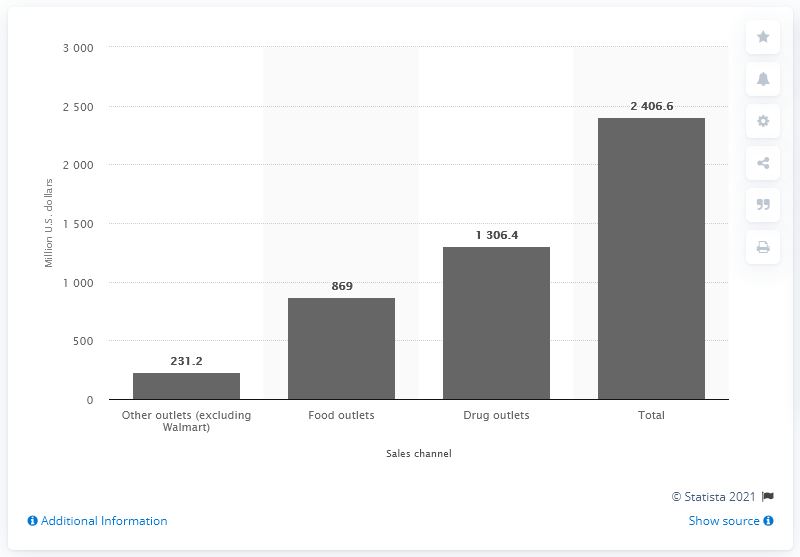 3 000
2 500
2 000
1 500
1 000
500
0
Million U.S. dollars
231.2
869
1 306.4
2 406.6
Other outlets (excluding
Walmart)
Food outlets
Drug outlets
Total
Sales channel
© Statista 2021
Additional Information
Show source